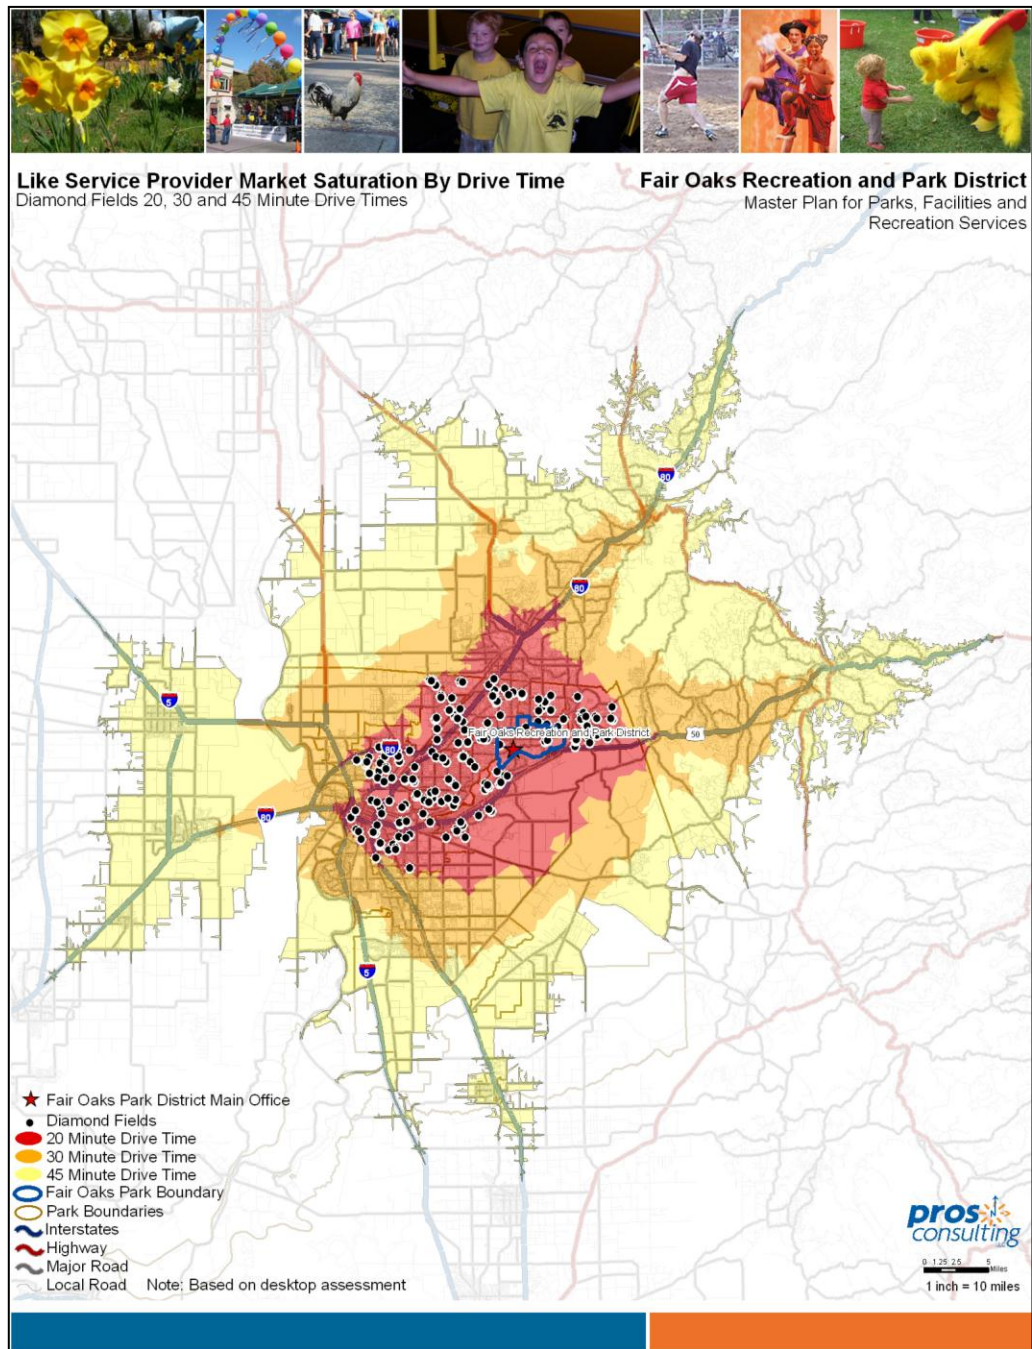 Like Service Provider Market Saturation By Drive Time
Diamond Fields 20, 30 and 45 Minute Drive Times
Fair Oaks Recreation and Park District
Master Plan for Parks, Facilities and
Recreation Services
80
80
5
Fair Oaks Recreation and Park District
50
80
80
5
Fair Oaks Park District Main Office
Diamond Fields
20 Minute Drive Time
30 Minute Drive Time
45 Minute Drive Time
Fair Oaks Park Boundary
Park Boundaries
Interstates
Highway
Major Road
Local Road Note: Based on desktop assessment
pros
consulting
0 1.25 2.5 5
Miles
1 inch = 10 miles